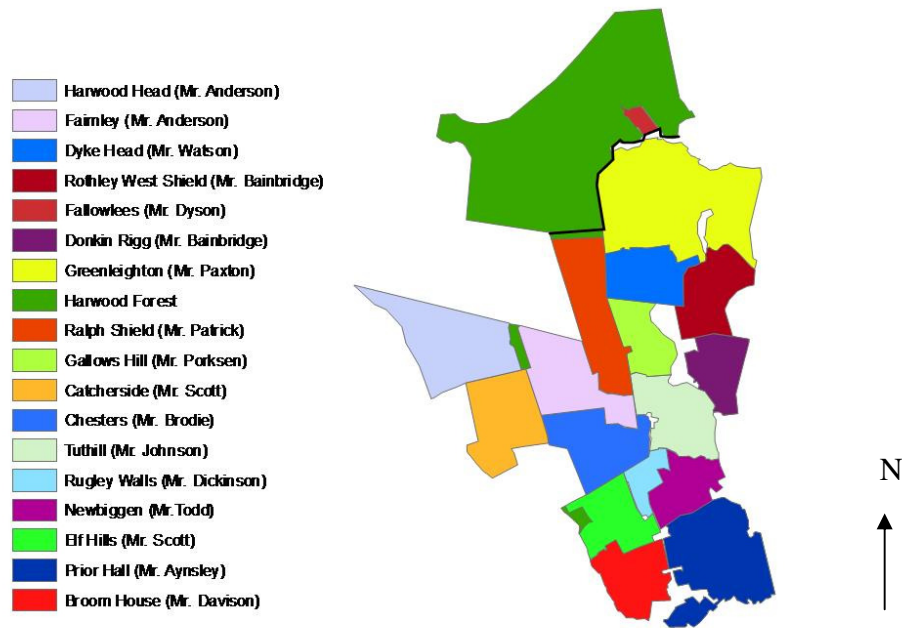 Harwood Head (Mr. Anderson)
Fairnley (Mr. Anderson)
Dyke Head (Mr. Watson)
Rothley West Shield (Mr. Bainbridge)
Fallowlees (Mr. Dyson)
Donkin Rigg (Mr. Bainbridge)
Greenleighton (Mr. Paxton)
Harwood Forest
Ralph Shield (Mr. Patrick)
Gallows Hill (Mr. Porksen)
Catcherside (Mr. Scott)
Chesters (Mr. Brodie)
Tuthill (Mr. Johnson)
Rugley Walls (Mr. Dickinson)
Newbiggen (Mr.Todd)
Elf Hills (Mr. Scott)
Prior Hall (Mr. Aynsley)
Broom House (Mr. Davison)
N